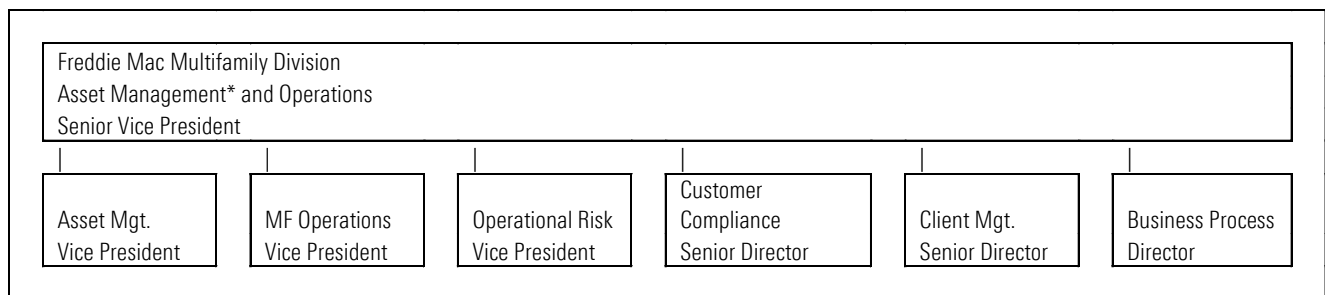 Freddie Mac Multifamily Division
Asset Management* and Operations
Senior Vice President
Asset Mgt.
Vice President
MF Operations
Vice President
Operational Risk
Vice President
Customer
Compliance
Senior Director
Client Mgt.
Senior Director
Business Process
Director